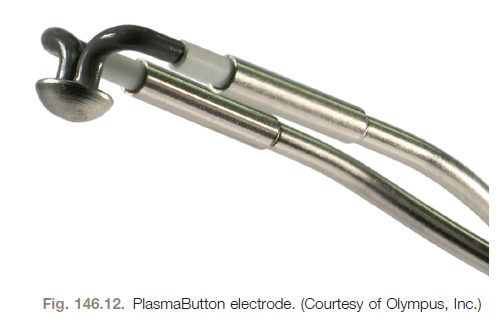 Fig. 146.12. PlasmaButton electrode. (Courtesy of Olympus, Inc.)